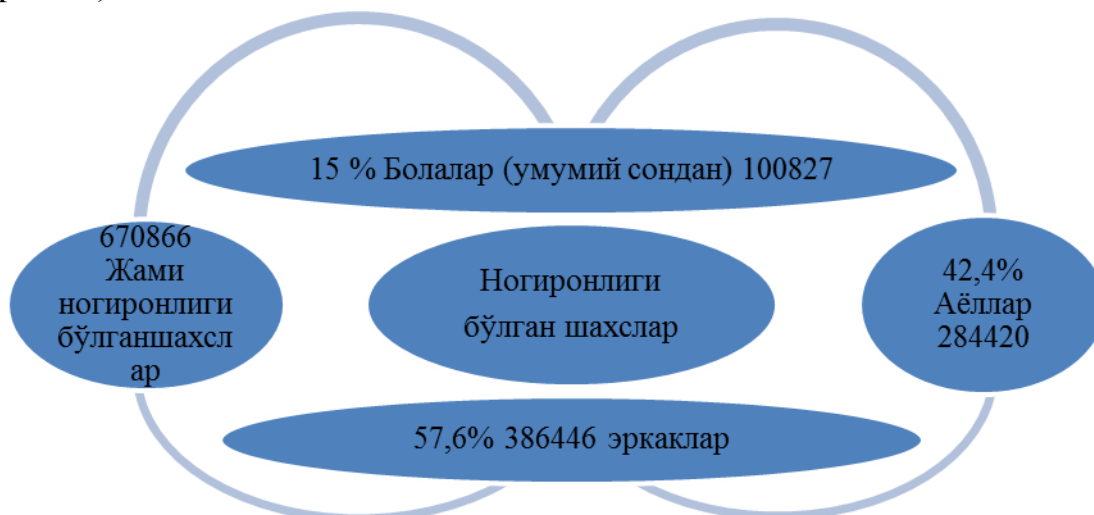 15 % Болалар (умумий сондан) 100827
670866
Жами
ногиронлиги
бўлганшахсл
ар
Ногиронлиги
бўлган шахслар
42,4%
Аёллар
284420
57,6% 386446 эркаклар